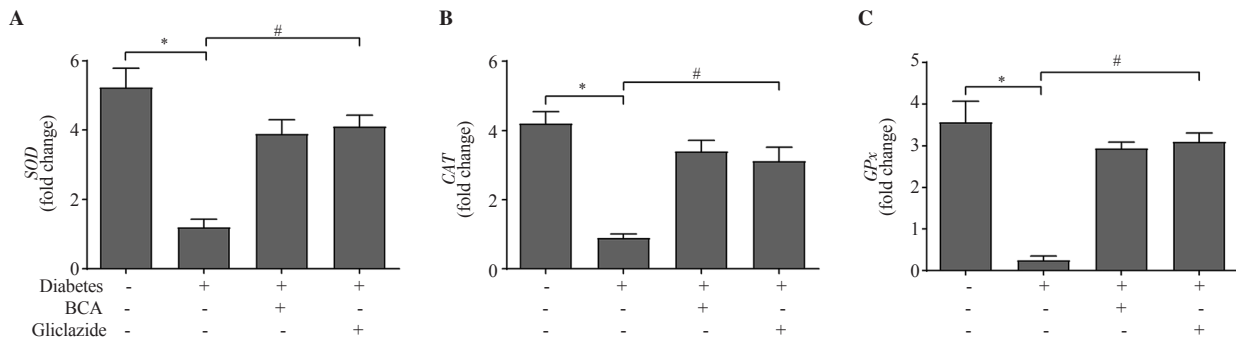 A
B
C
*
#
*
#
*
#
SOD
(fold change)
6
4
2
0
CAT
(fold change)
6
4
2
0
GPx
(fold change)
5
4
3
2
1
0
Diabetes - + + + - + + + - + + +
BCA - - + - - - + - - - + -
Gliclazide - - - + - - - + - - - +